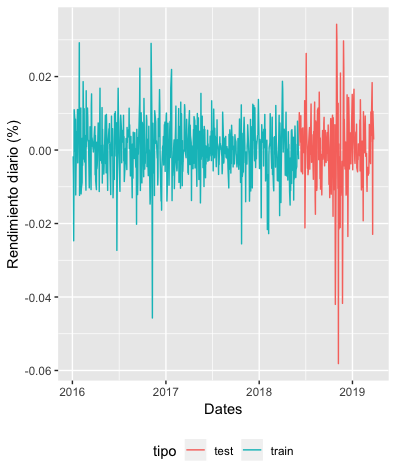 Rendimiento diario (%)
0.02
0.00
-0.02
-0.04
-0.06
2016 2017 2018 2019
Dates
tipo test train